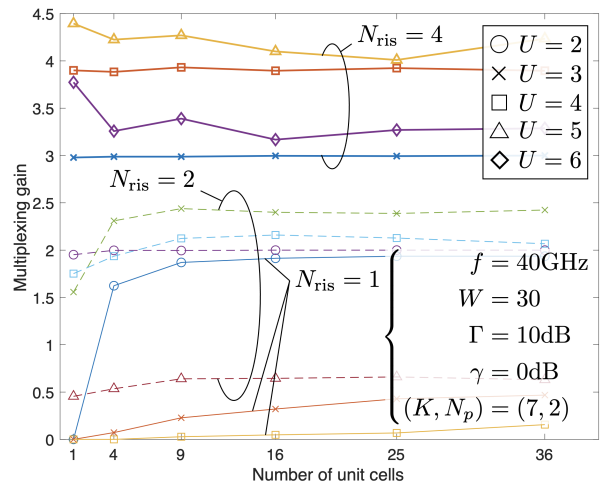 4.5
4
3.5
3
2.5
2
1.5
1
0.5
0
1
4
9
16
25
36
Multiplexing gain
Number of unit cells
N_ris = 4
U = 2
U = 3
U = 4
U = 5
U = 6
N_ris = 2
N_ris = 1
f = 40GHz
W = 30
Γ = 10dB
γ = 0dB
(K, N_p) = (7, 2)